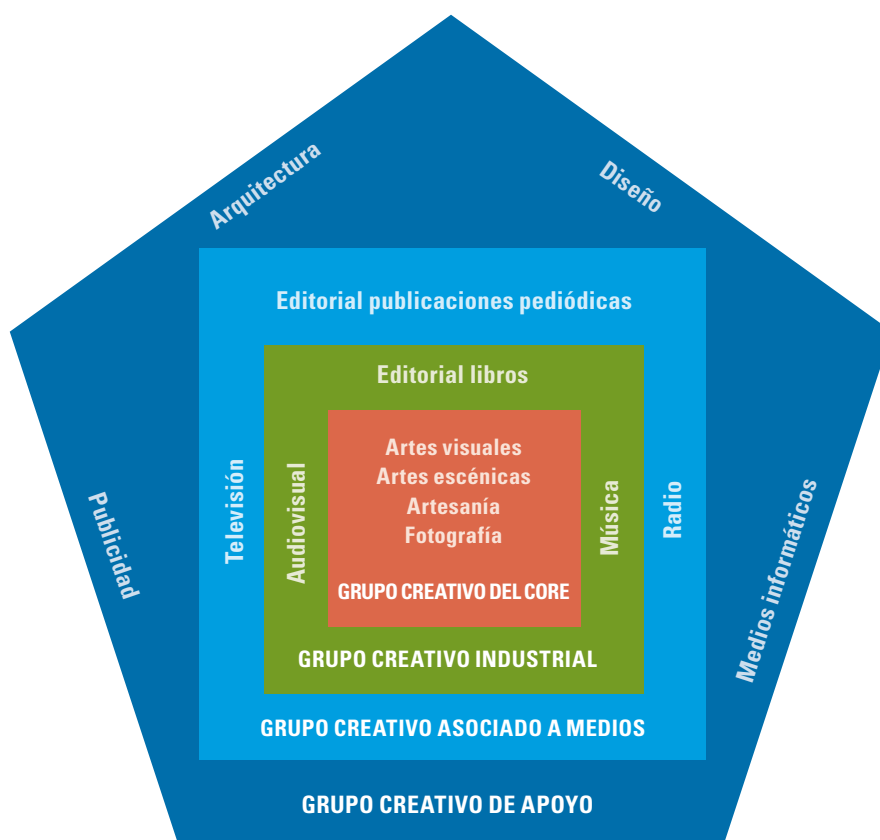 Arquitectura
Diseño
Editorial publicaciones pediódicas
Editorial libros
Artes visuales
Artes escénicas
Artesanía
Fotografía
GRUPO CREATIVO DEL CORE
Audiovisual
Música
Televisión
Radio
Publicidad
Medios informáticos
GRUPO CREATIVO INDUSTRIAL
GRUPO CREATIVO ASOCIADO A MEDIOS
GRUPO CREATIVO DE APOYO